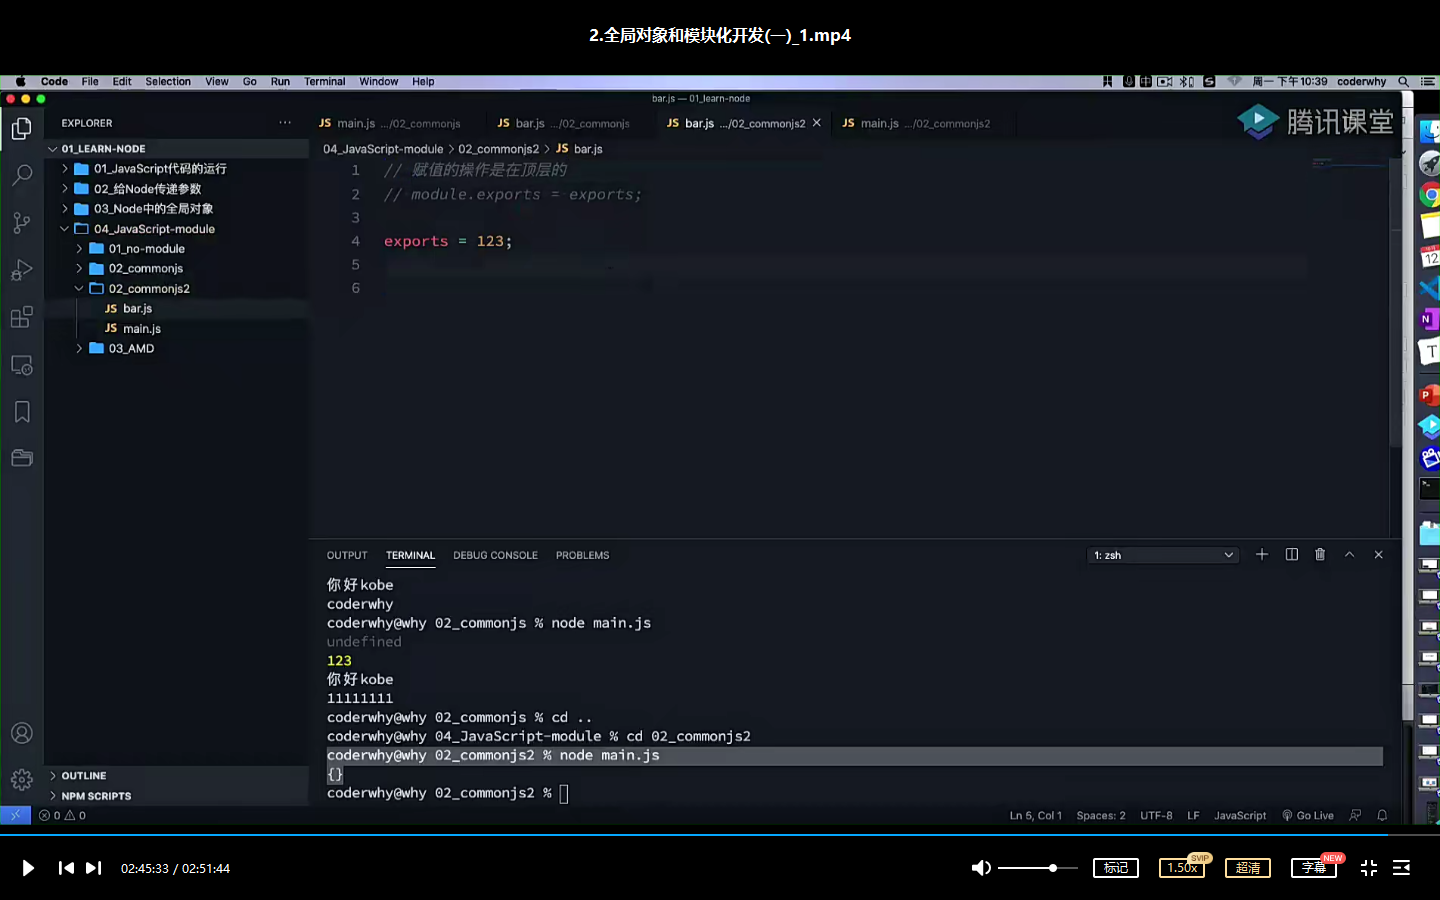 2.全局对象和模块化开发(一)_1.mp4
Code File Edit Selection View Go Run Terminal Window Help
周一 下午10:39 coderwhy
bar.js — 01_learn-node
腾讯课堂
EXPLORER
JS main.js .../02_commonjs
JS bar.js .../02_commonjs
JS bar.js .../02_commonjs2
JS main.js .../02_commonjs2
04_JavaScript-module > 02_commonjs2 > JS bar.js
01_LEARN-NODE
01_JavaScript代码的运行
02_给Node传递参数
03_Node中的全局对象
04_JavaScript-module
01_no-module
02_commonjs
02_commonjs2
JS bar.js
JS main.js
03_AMD
1 // 赋值的操作是在顶层的
2 // module.exports = exports;
3
4 exports = 123;
5
6
OUTPUT TERMINAL DEBUG CONSOLE PROBLEMS
1: zsh
你好kobe
coderwhy
coderwhy@why 02_commonjs % node main.js
undefined
123
你好kobe
11111111
coderwhy@why 02_commonjs % cd ..
coderwhy@why 04_JavaScript-module % cd 02_commonjs2
coderwhy@why 02_commonjs2 % node main.js
{}
coderwhy@why 02_commonjs2 %
OUTLINE
NPM SCRIPTS
0 0
Ln 5, Col 1 Spaces: 2 UTF-8 LF JavaScript Go Live
02:45:33 / 02:51:44
标记
1.50x SVIP
超清
字幕 NEW